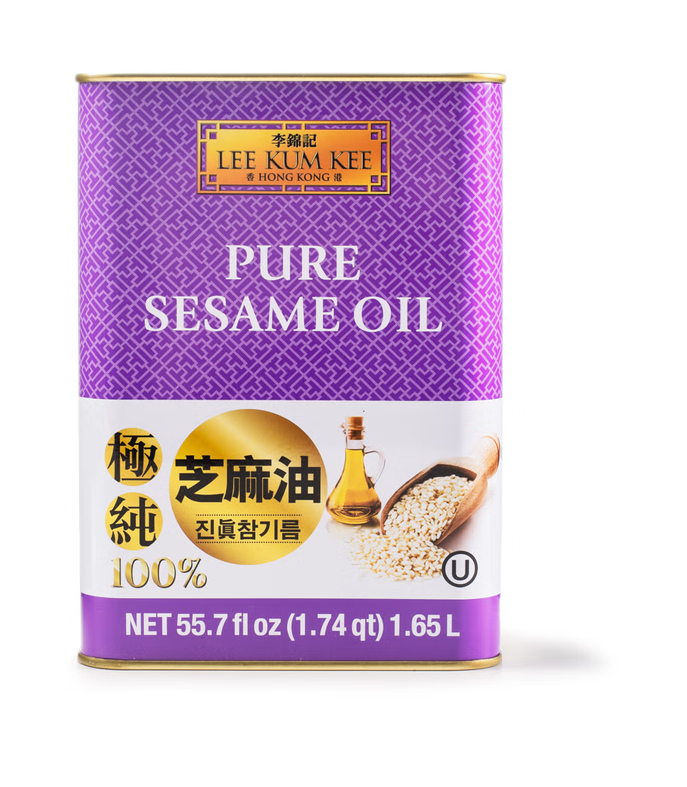 李錦記
LEE KUM KEE
香 HONG KONG 港
PURE
SESAME OIL
極
純
100%
芝麻油
진眞참기름
U
NET 55.7 fl oz (1.74 qt) 1.65 L